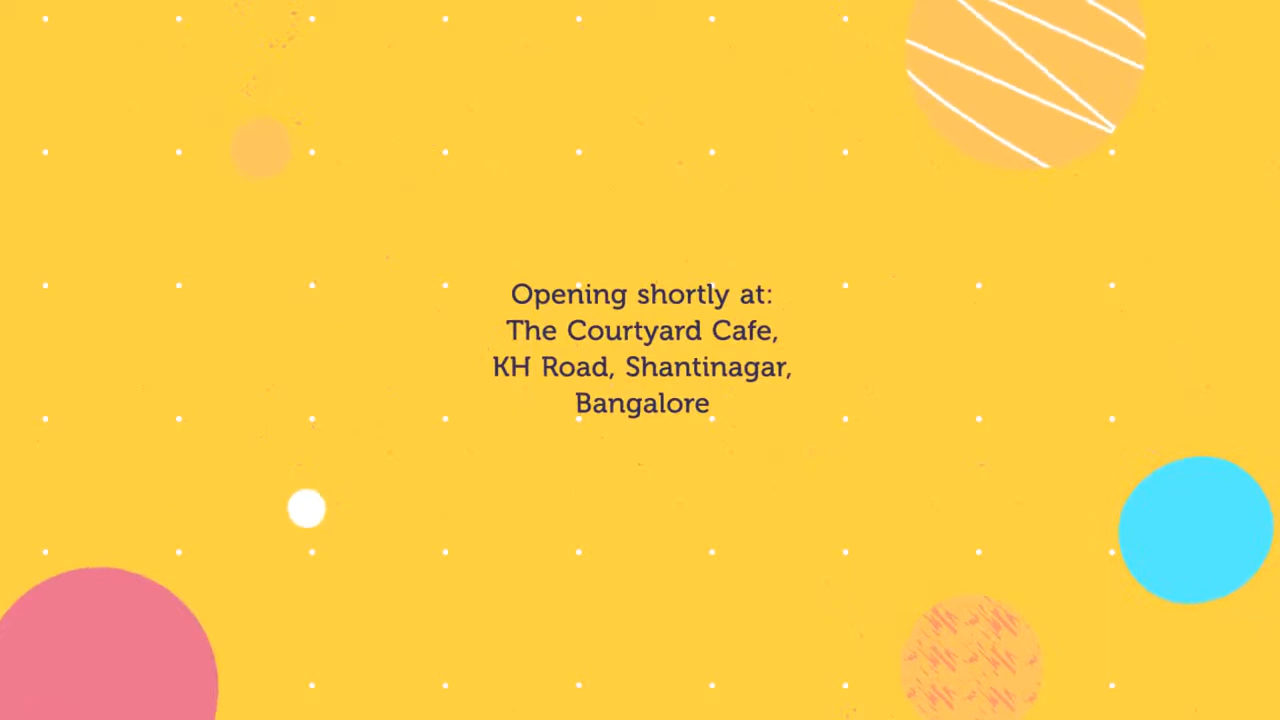 Opening shortly at:
The Courtyard Cafe,
KH Road, Shantinagar,
Bangalore